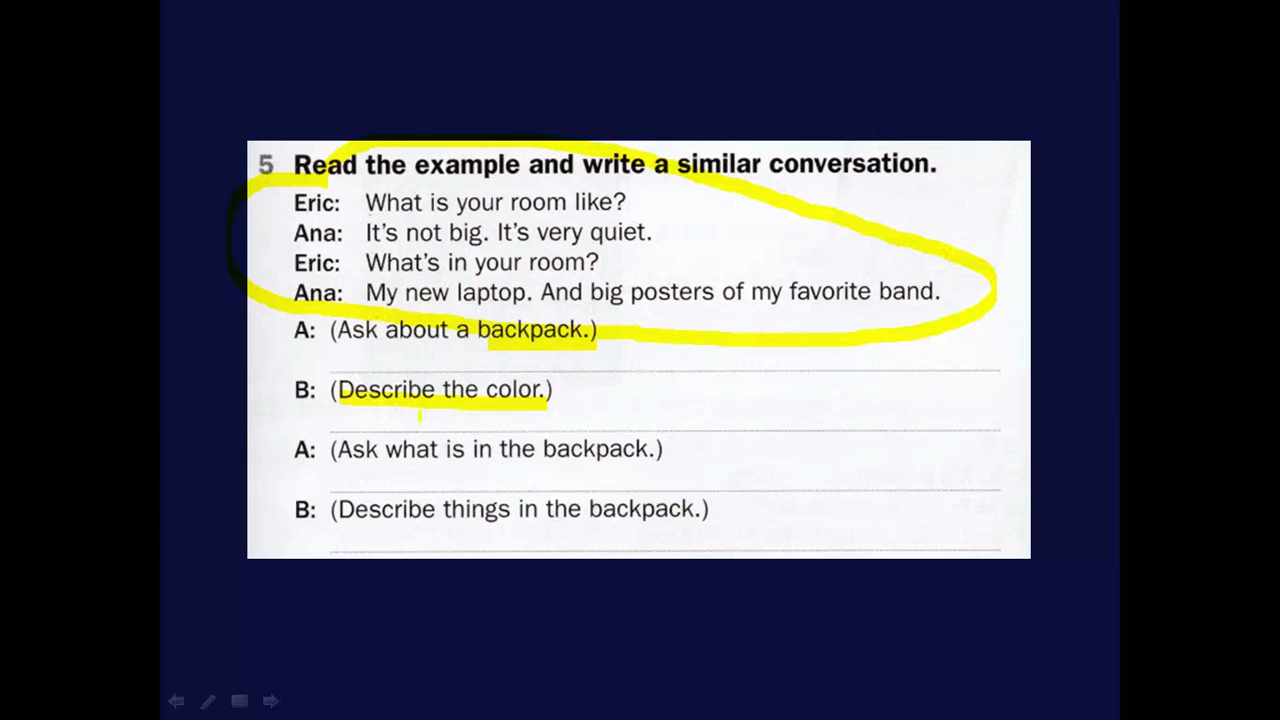 5 Read the example and write a similar conversation.
Eric: What is your room like?
Ana: It's not big. It's very quiet.
Eric: What's in your room?
Ana: My new laptop. And big posters of my favorite band.
A: (Ask about a backpack.)
B: (Describe the color.)
A: (Ask what is in the backpack.)
B: (Describe things in the backpack.)